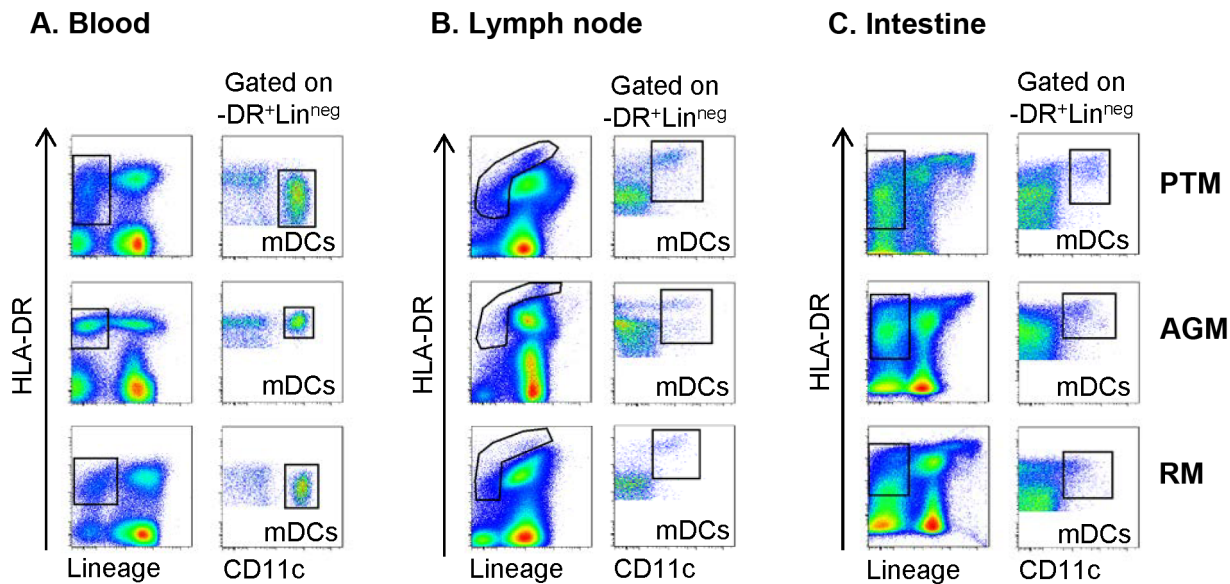 A. Blood
B. Lymph node
C. Intestine
Gated on
-DR⁺Linⁿᵉᵍ
Gated on
-DR⁺Linⁿᵉᵍ
Gated on
-DR⁺Linⁿᵉᵍ
HLA-DR
HLA-DR
HLA-DR
mDCs
mDCs
mDCs
PTM
mDCs
mDCs
mDCs
AGM
mDCs
mDCs
mDCs
RM
Lineage
CD11c
Lineage
CD11c
Lineage
CD11c